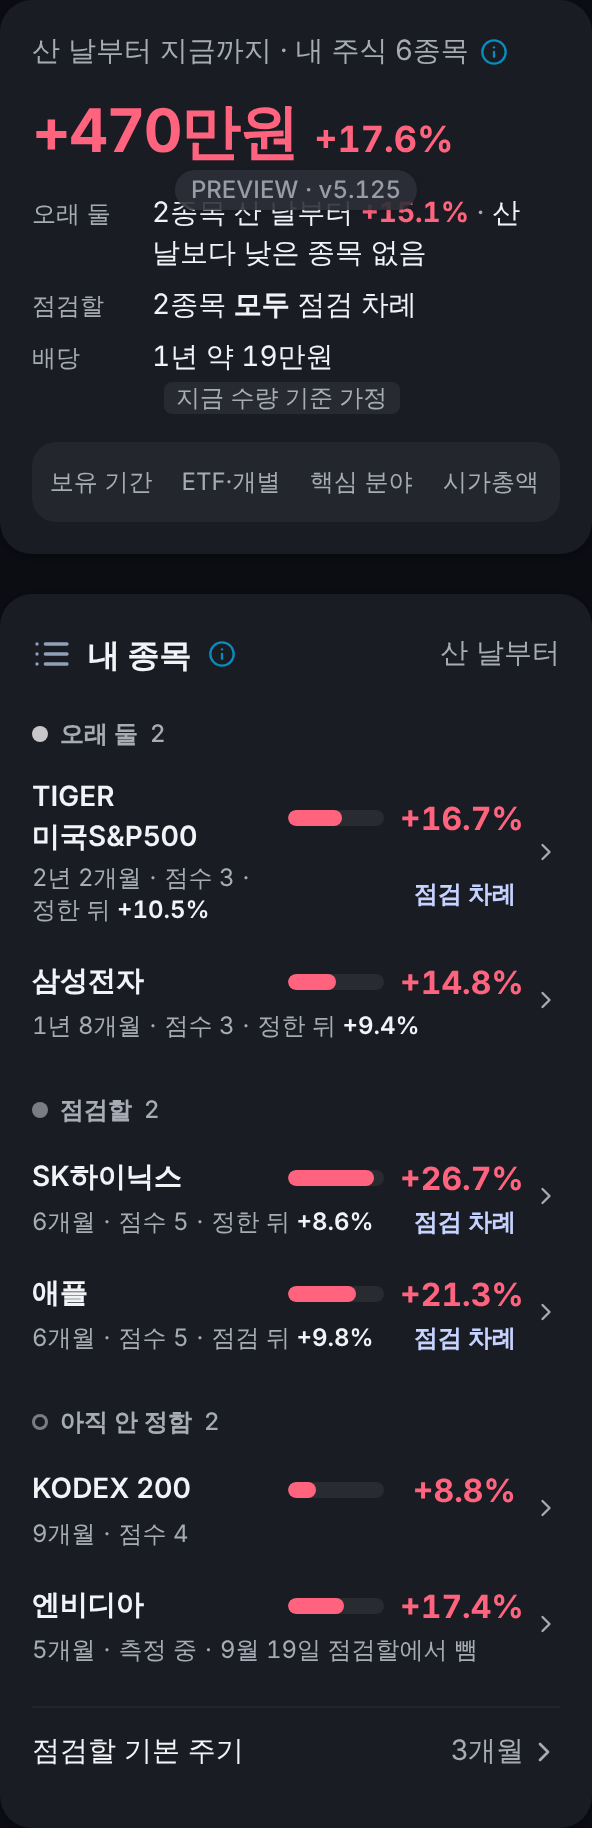 산 날부터 지금까지 · 내 주식 6종목
+470만원 +17.6%
PREVIEW · v5.125
오래 둘 2종목 산 날부터 +15.1% · 산
날보다 낮은 종목 없음
점검할 2종목 모두 점검 차례
배당 1년 약 19만원
지금 수량 기준 가정
보유 기간 ETF·개별 핵심 분야 시가총액
내 종목 산 날부터
오래 둘 2
TIGER
미국S&P500 +16.7%
2년 2개월 · 점수 3 ·
정한 뒤 +10.5% 점검 차례
삼성전자 +14.8%
1년 8개월 · 점수 3 · 정한 뒤 +9.4%
점검할 2
SK하이닉스 +26.7%
6개월 · 점수 5 · 정한 뒤 +8.6% 점검 차례
애플 +21.3%
6개월 · 점수 5 · 점검 뒤 +9.8% 점검 차례
아직 안 정함 2
KODEX 200 +8.8%
9개월 · 점수 4
엔비디아 +17.4%
5개월 · 측정 중 · 9월 19일 점검할에서 뺌
점검할 기본 주기 3개월